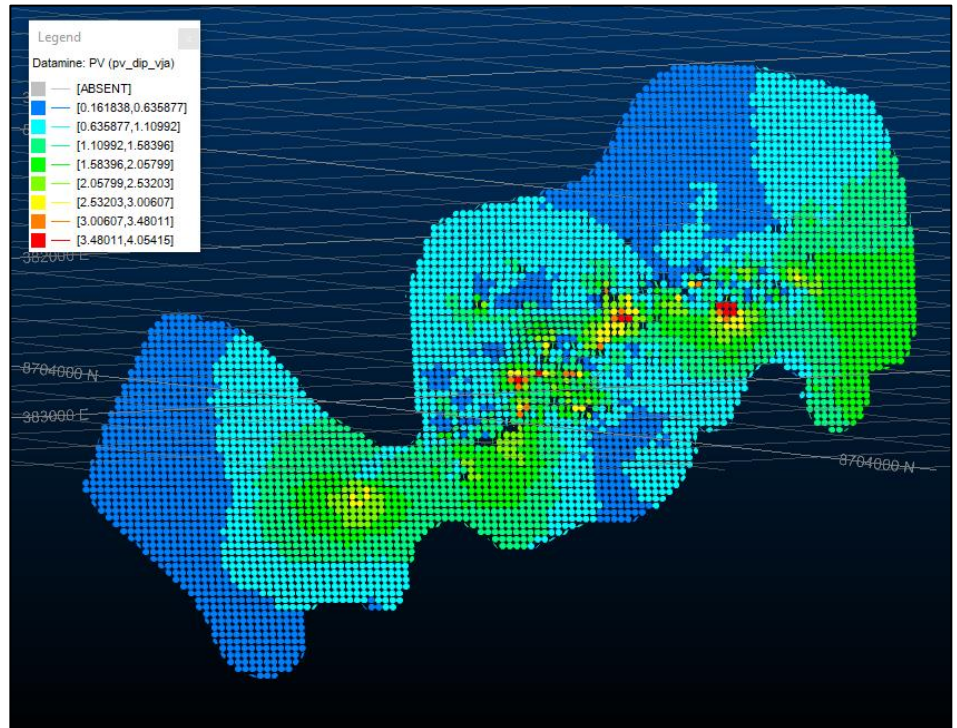 Legend
Datamine: PV (pv_dip_vja)
[ABSENT]
[0.161838,0.635877]
[0.635877,1.10992]
[1.10992,1.58396]
[1.58396,2.05799]
[2.05799,2.53203]
[2.53203,3.00607]
[3.00607,3.48011]
[3.48011,4.05415]
382000 E
8704000 N
383000 E
8704000 N